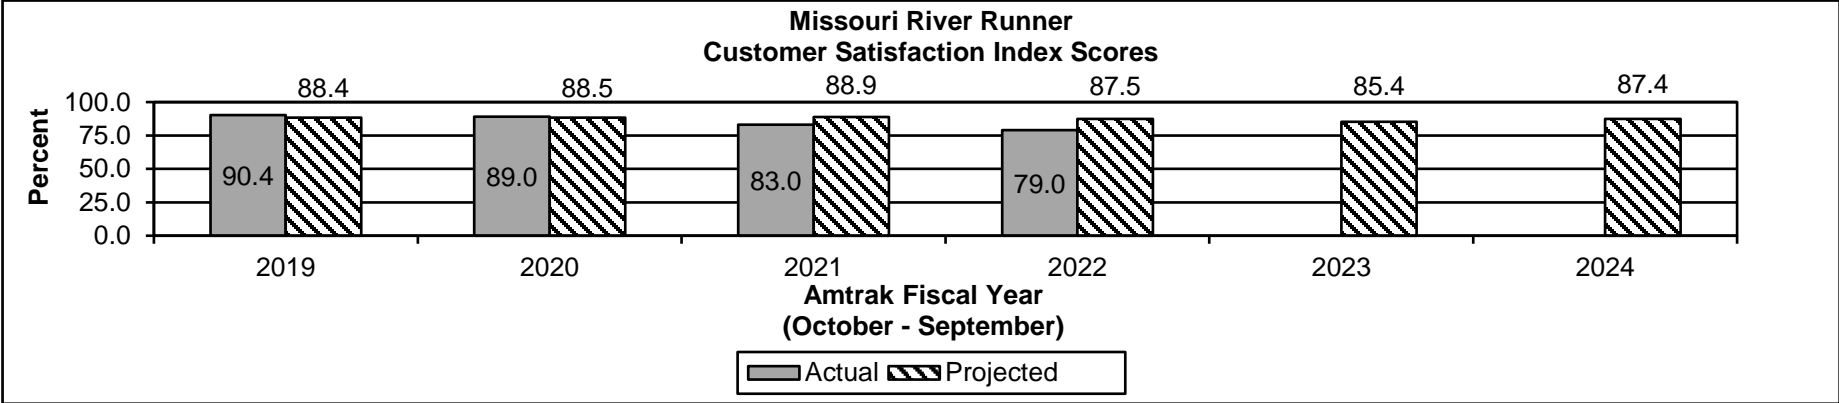 Missouri River Runner
Customer Satisfaction Index Scores
88.4 88.5 88.9 87.5 85.4 87.4
Percent
100.0
75.0
50.0
25.0
0.0
90.4 89.0 83.0 79.0
2019 2020 2021 2022 2023 2024
Amtrak Fiscal Year
(October - September)
Actual Projected